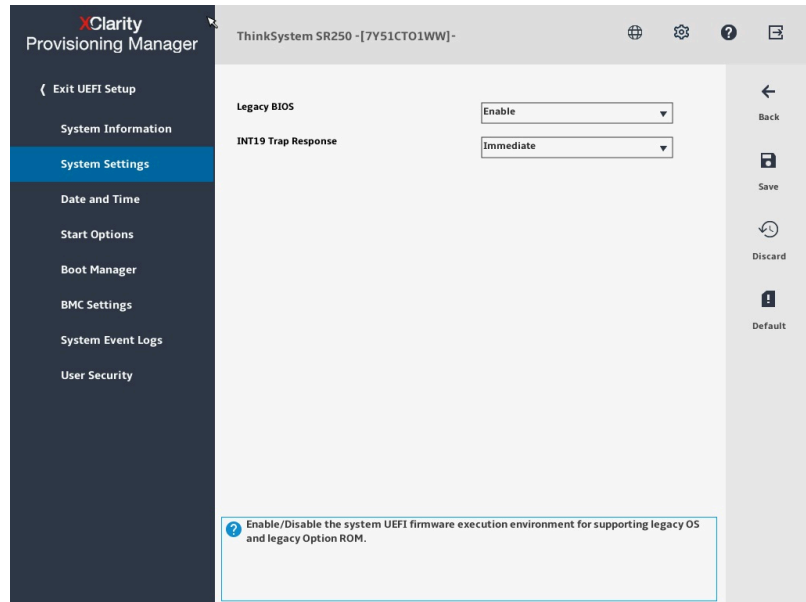 XClarity
Provisioning Manager
ThinkSystem SR250 -[7Y51CTO1WW]-
⟨ Exit UEFI Setup
System Information
System Settings
Date and Time
Start Options
Boot Manager
BMC Settings
System Event Logs
User Security
Legacy BIOS
Enable
INT19 Trap Response
Immediate
Back
Save
Discard
Default
Enable/Disable the system UEFI firmware execution environment for supporting legacy OS
and legacy Option ROM.